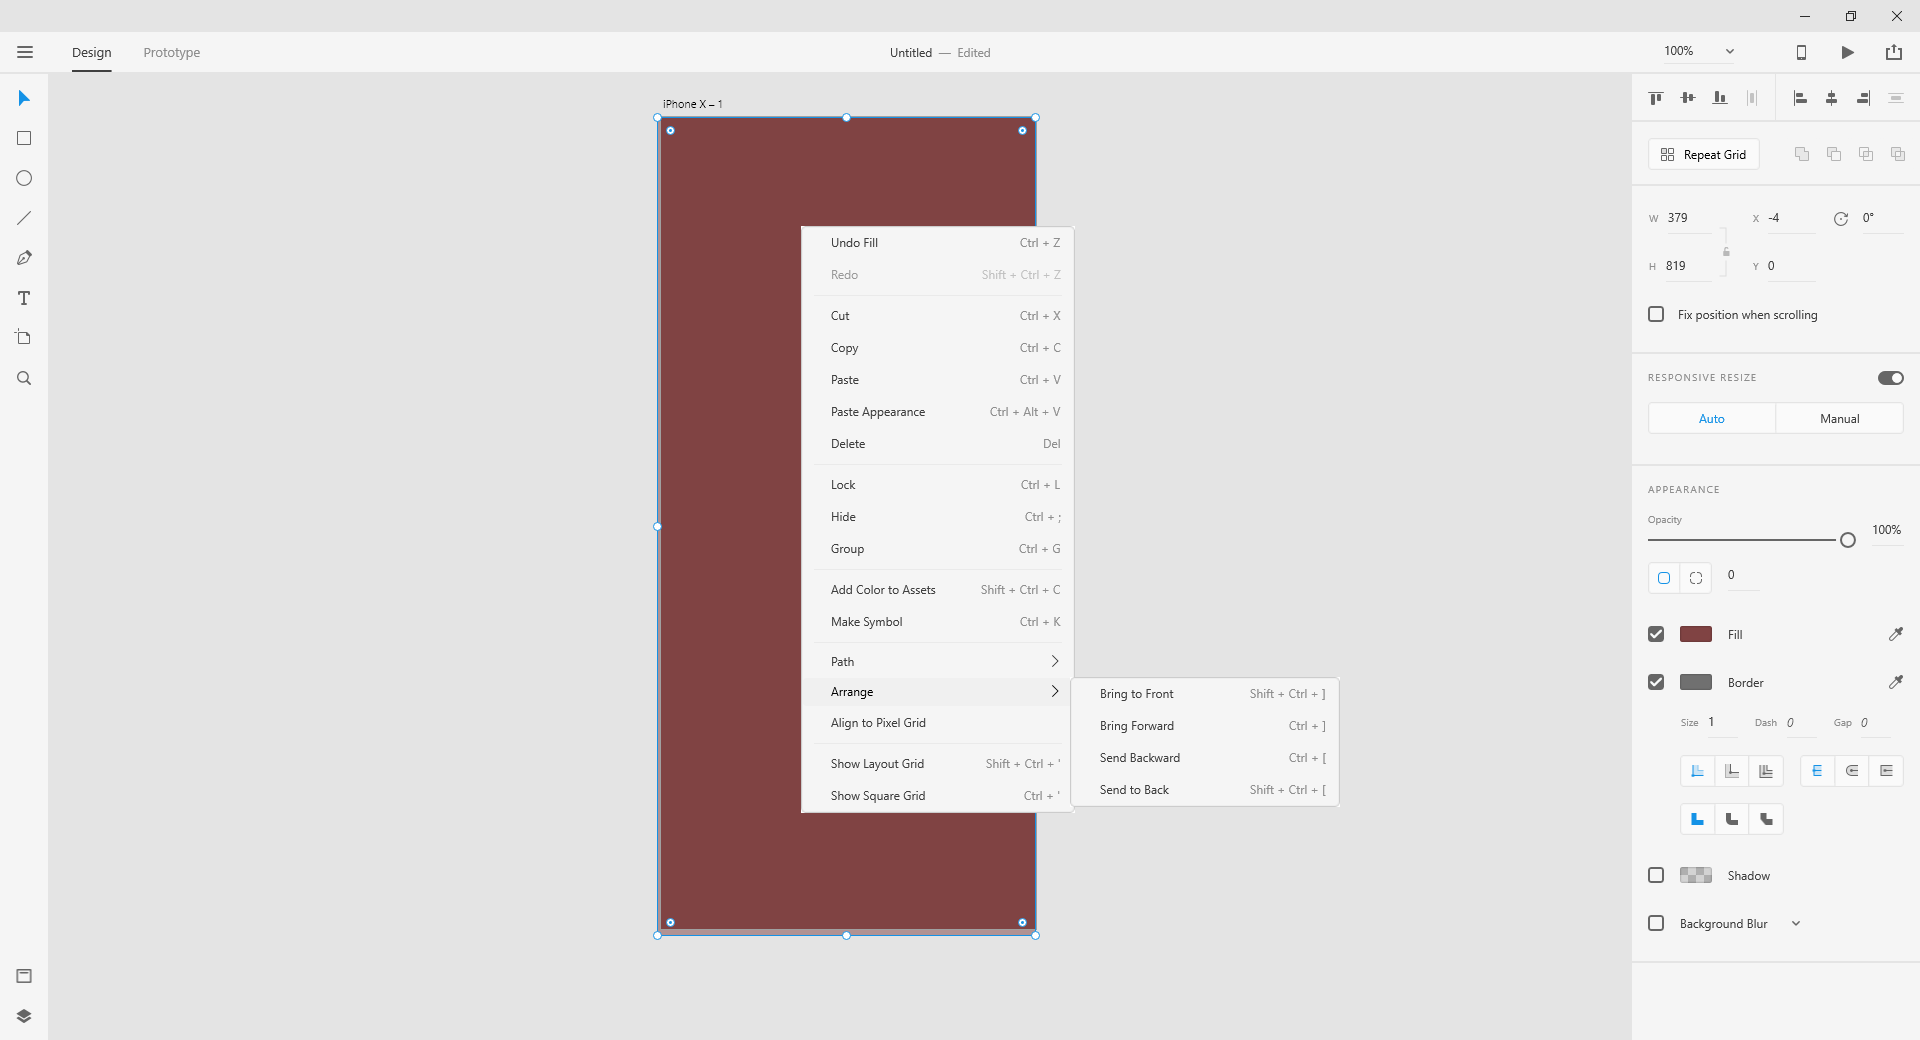 Design
Prototype
Untitled — Edited
100%
iPhone X – 1
Undo Fill Ctrl + Z
Redo Shift + Ctrl + Z
Cut Ctrl + X
Copy Ctrl + C
Paste Ctrl + V
Paste Appearance Ctrl + Alt + V
Delete Del
Lock Ctrl + L
Hide Ctrl + ;
Group Ctrl + G
Add Color to Assets Shift + Ctrl + C
Make Symbol Ctrl + K
Path
Arrange
Align to Pixel Grid
Show Layout Grid Shift + Ctrl + '
Show Square Grid Ctrl + '
Bring to Front Shift + Ctrl + ]
Bring Forward Ctrl + ]
Send Backward Ctrl + [
Send to Back Shift + Ctrl + [
Repeat Grid
W 379 X -4 0°
H 819 Y 0
Fix position when scrolling
RESPONSIVE RESIZE
Auto Manual
APPEARANCE
Opacity
100%
0
Fill
Border
Size 1 Dash 0 Gap 0
Shadow
Background Blur